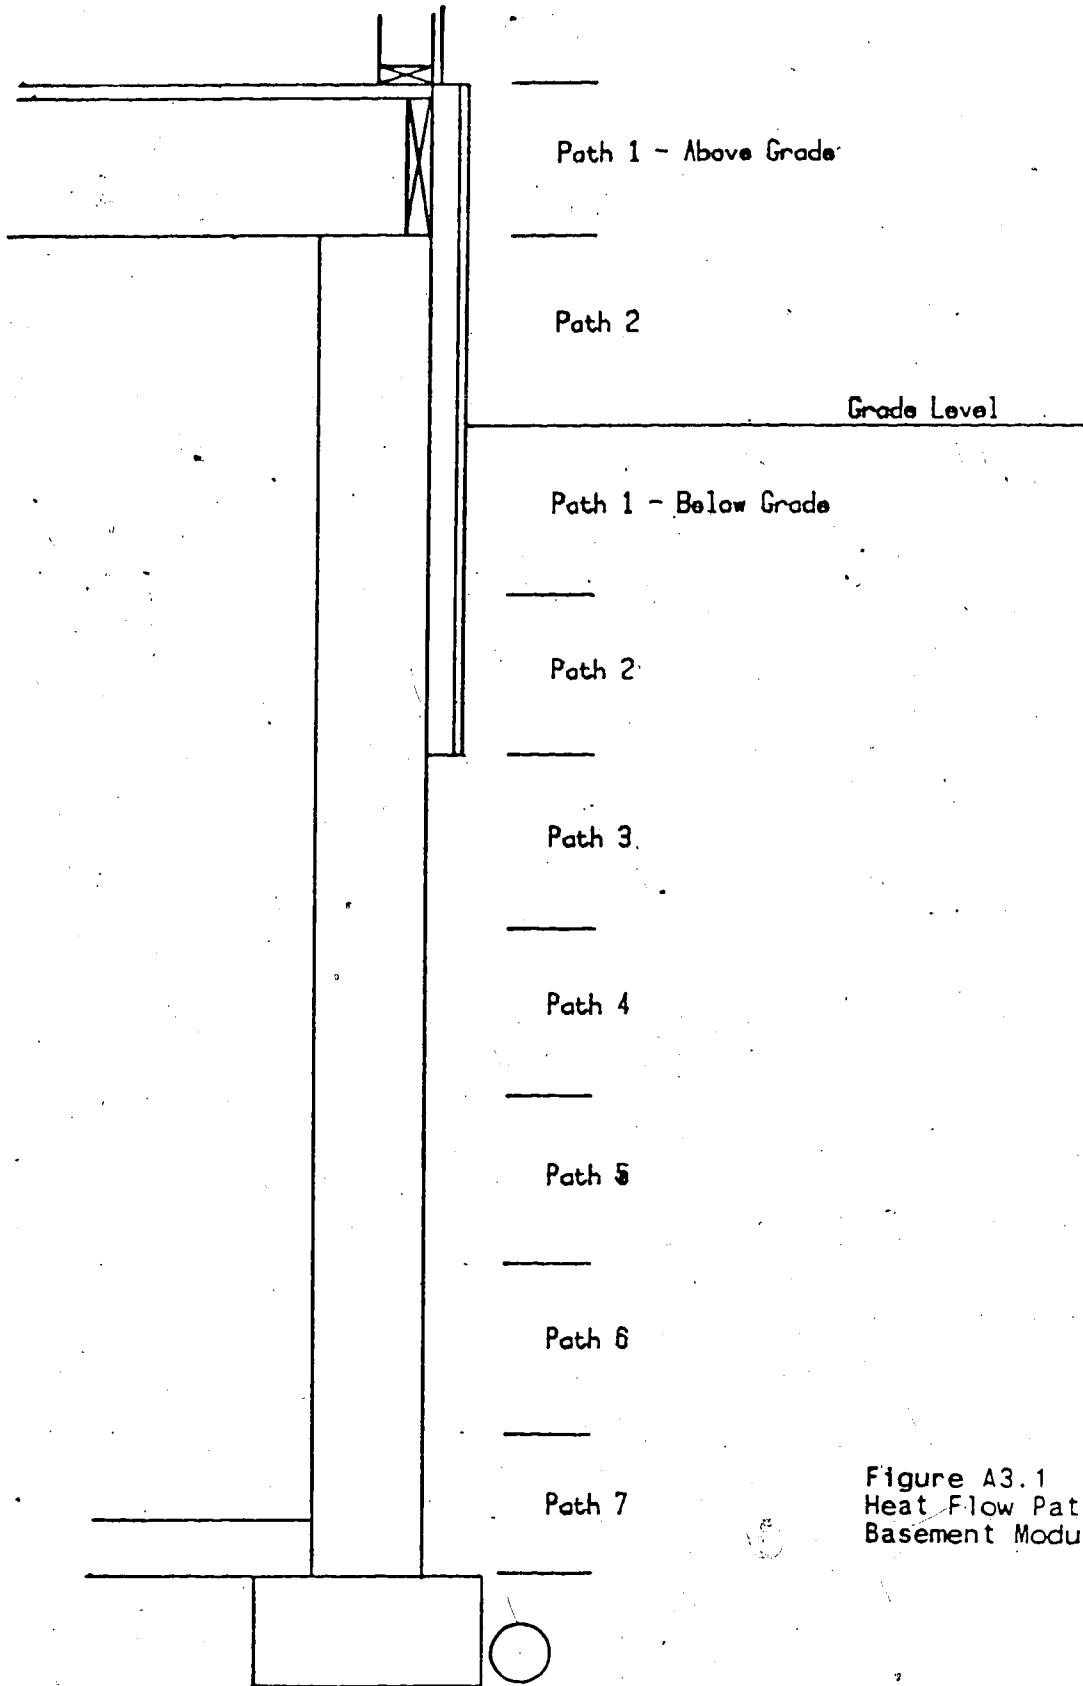 Path 1 - Above Grade
Path 2
Grade Level
Path 1 - Below Grade
Path 2
Path 3
Path 4
Path 5
Path 6
Path 7
Figure A3.1
Heat Flow Pat
Basement Modu